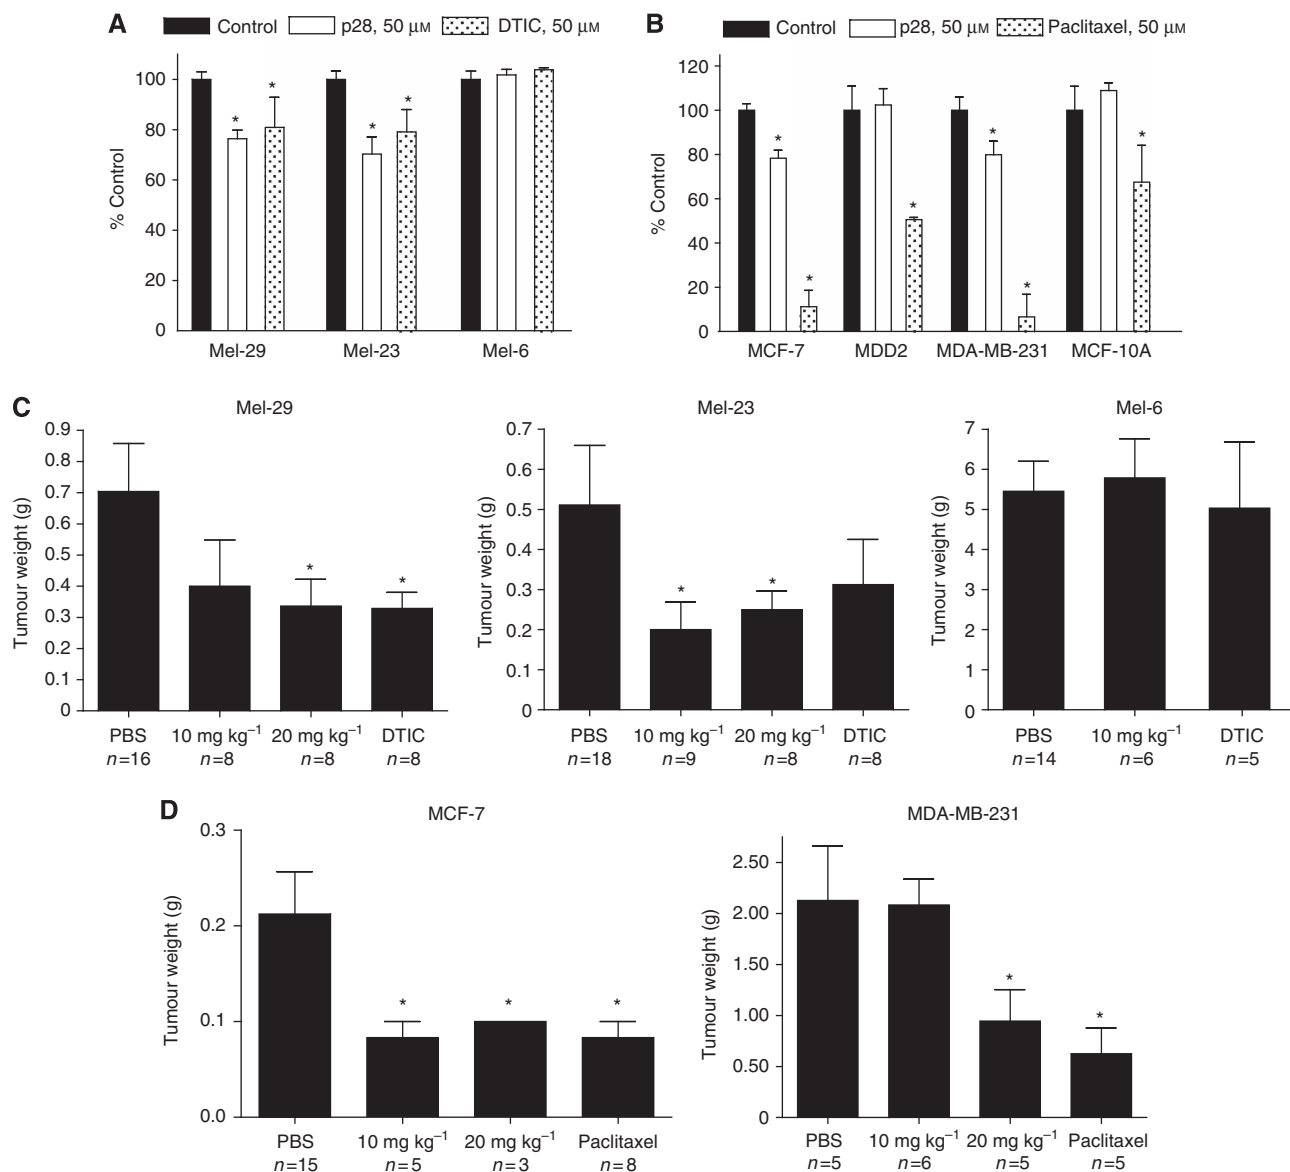 A Control p28, 50 μM DTIC, 50 μM
% Control
100
80
60
40
20
0
Mel-29 Mel-23 Mel-6
B Control p28, 50 μM Paclitaxel, 50 μM
% Control
120
100
80
60
40
20
0
* * * *
* * * * * *
MCF-7 MDD2 MDA-MB-231 MCF-10A
C
Mel-29
Tumour weight (g)
0.9
0.8
0.7
0.6
0.5
0.4
0.3
0.2
0.1
0
* *
PBS 10 mg kg⁻¹ 20 mg kg⁻¹ DTIC
n=16 n=8 n=8 n=8
Mel-23
Tumour weight (g)
0.7
0.6
0.5
0.4
0.3
0.2
0.1
0
* *
PBS 10 mg kg⁻¹ 20 mg kg⁻¹ DTIC
n=18 n=9 n=8 n=8
Mel-6
Tumour weight (g)
7
6
5
4
3
2
1
0
PBS 10 mg kg⁻¹ DTIC
n=14 n=6 n=5
D
MCF-7
Tumour weight (g)
0.3
0.2
0.1
0.0
* * *
PBS 10 mg kg⁻¹ 20 mg kg⁻¹ Paclitaxel
n=15 n=5 n=3 n=8
MDA-MB-231
Tumour weight (g)
2.50
2.00
1.50
1.00
0.50
0
* *
PBS 10 mg kg⁻¹ 20 mg kg⁻¹ Paclitaxel
n=5 n=6 n=5 n=5